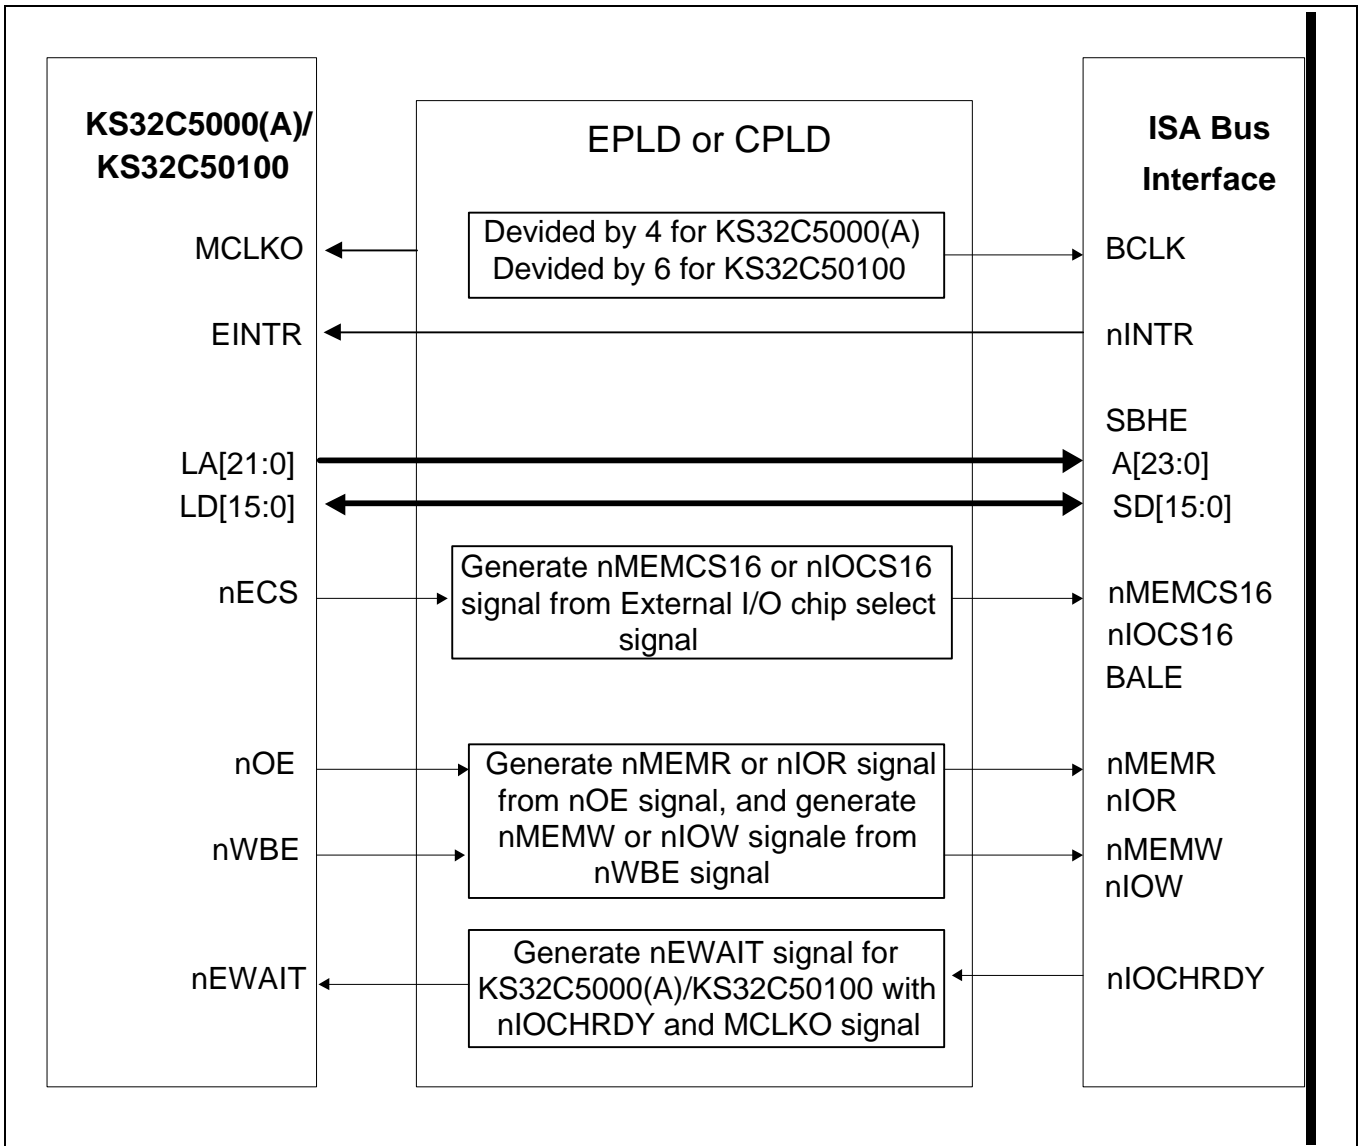 KS32C5000(A)/
KS32C50100
EPLD or CPLD
ISA Bus
Interface
MCLKO
Devided by 4 for KS32C5000(A)
Devided by 6 for KS32C50100
BCLK
EINTR
nINTR
SBHE
LA[21:0]
A[23:0]
LD[15:0]
SD[15:0]
nECS
Generate nMEMCS16 or nIOCS16
signal from External I/O chip select
signal
nMEMCS16
nIOCS16
BALE
nOE
nWBE
Generate nMEMR or nIOR signal
from nOE signal, and generate
nMEMW or nIOW signale from
nWBE signal
nMEMR
nIOR
nMEMW
nIOW
nEWAIT
Generate nEWAIT signal for
KS32C5000(A)/KS32C50100 with
nIOCHRDY and MCLKO signal
nIOCHRDY